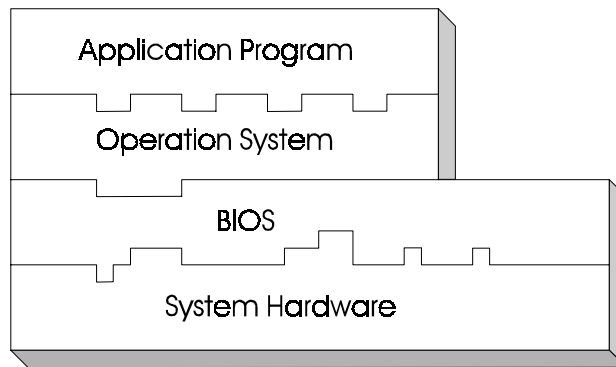 Application Program
Operation System
BIOS
System Hardware